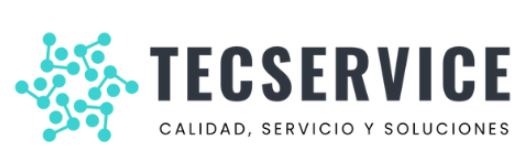 TECSERVICE
CALIDAD, SERVICIO Y SOLUCIONES